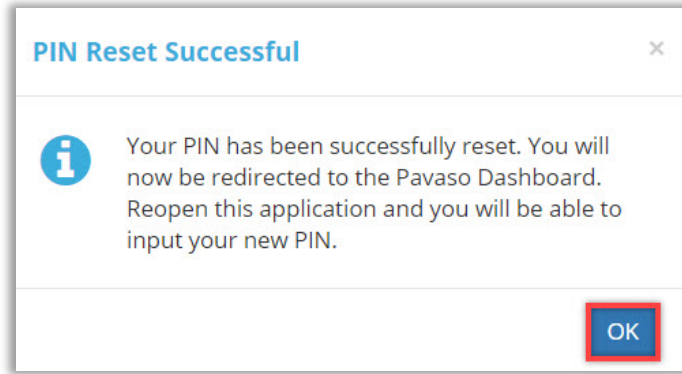 PIN Reset Successful ×
Your PIN has been successfully reset. You will
now be redirected to the Pavaso Dashboard.
Reopen this application and you will be able to
input your new PIN.
OK